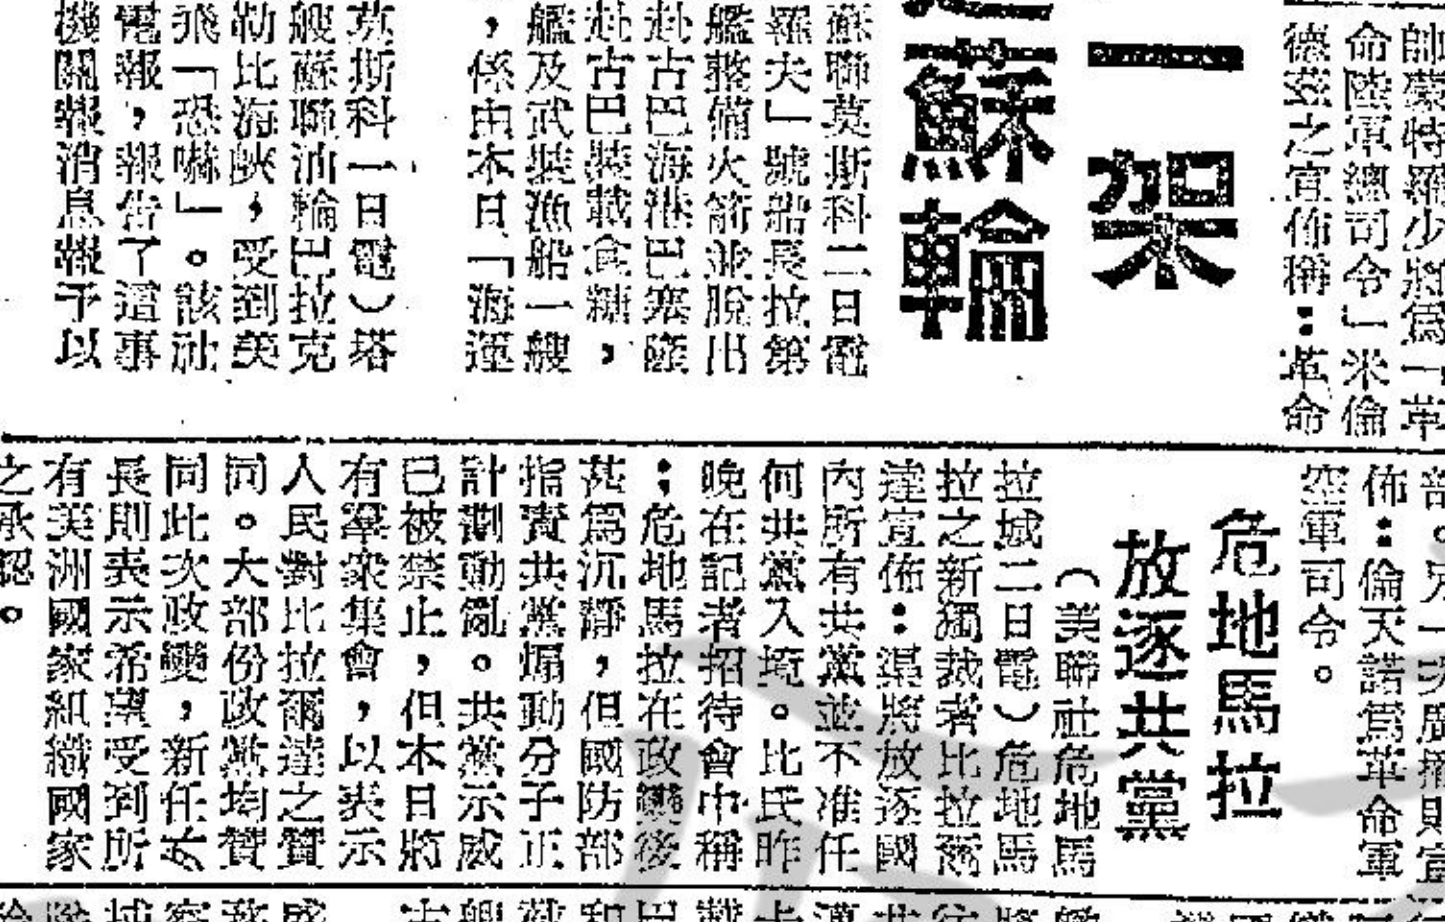 帥蒙特羅少將爲「革
命陸軍總司令」米倫
德茲之宣佈稱：革命
一架
蘇輪
蘇聯莫斯科二日電
羅夫」號船長拉第
艦整備火箭並脫出
赴古巴海港巴塞薩
赴古巴裝載食糖，
艦及武裝漁船一艘
，係由本日「海運
莫斯科一日電）塔
艘蘇聯油輪巴拉克
勒比海峽，受到美
飛「恐嚇」。該社
電報，報告了這事
機關報消息報予以
佈：倫天諾爲革命軍
空軍司令。
危地馬拉
放逐共黨
（美聯社危地馬
拉城二日電）危地馬
拉之新獨裁者比拉爾
達宣佈：渠將放逐國
內所有共黨並不准任
何共黨入境。比氏昨
晚在記者招待會中稱
：危地馬拉在政變後
甚爲沉靜，但國防部
指責共黨煽動分子正
計劃動亂。共黨示威
已被禁止，但本日將
有羣衆集會，以表示
人民對比拉爾達之贊
同。大部份政黨均贊
同此次政變，新任外
長則表示希望受到所
有美洲國家組織國家
之承認。